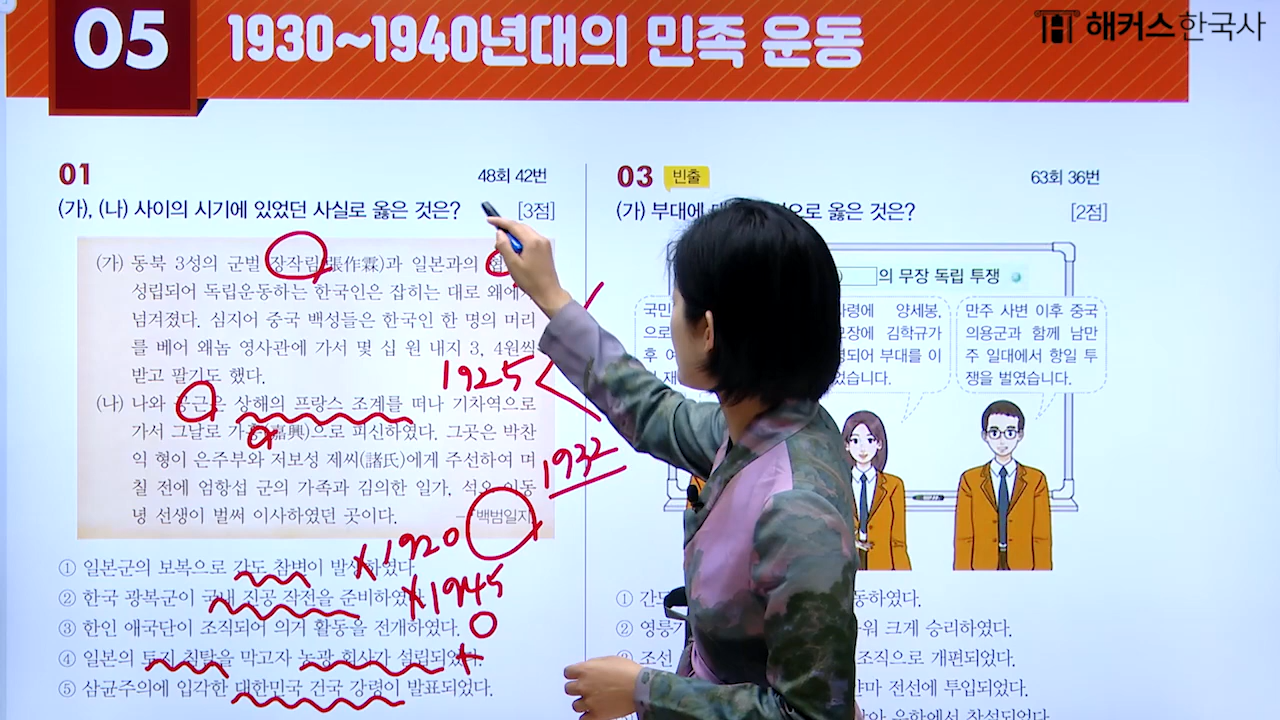 05
1930~1940년대의 민족 운동
해커스한국사
01
48회 42번
(가), (나) 사이의 시기에 있었던 사실로 옳은 것은?
[3점]
(가) 동북 3성의 군벌 장작림(張作霖)과 일본과의
성립되어 독립운동하는 한국인은 잡히는 대로 왜에게
넘겨졌다. 심지어 중국 백성들은 한국인 한 명의 머리
를 베어 왜놈 영사관에 가서 몇 십 원 내지 3, 4원씩
받고 팔기도 했다.
1925
(나) 나와 공근은 상해의 프랑스 조계를 떠나 기차역으로
가서 그날로 가흥(嘉興)으로 피신하였다. 그곳은 박찬
익 형이 은주부와 저보성 제씨(諸氏)에게 주선하여 며
칠 전에 엄항섭 군의 가족과 김의한 일가, 석오 이동
녕 선생이 벌써 이사하였던 곳이다.
- 백범일지
1932
① 일본군의 보복으로 간도 참변이 발생하였다.
X 1920
② 한국 광복군이 국내 진공 작전을 준비하였다.
X 1945
③ 한인 애국단이 조직되어 의거 활동을 전개하였다.
④ 일본의 토지 침탈을 막고자 농광 회사가 설립되었다.
⑤ 삼균주의에 입각한 대한민국 건국 강령이 발표되었다.
03
빈출
63회 36번
(가) 부대에 으로 옳은 것은?
[2점]
의 무장 독립 투쟁
국민
으로
후
양세봉,
김학규가
부대를 이
었습니다.
만주 사변 이후 중국
의용군과 함께 남만
주 일대에서 항일 투
쟁을 벌였습니다.
① 동하였다.
② 크게 승리하였다.
③ 조선 조직으로 개편되었다.
전선에 투입되었다.